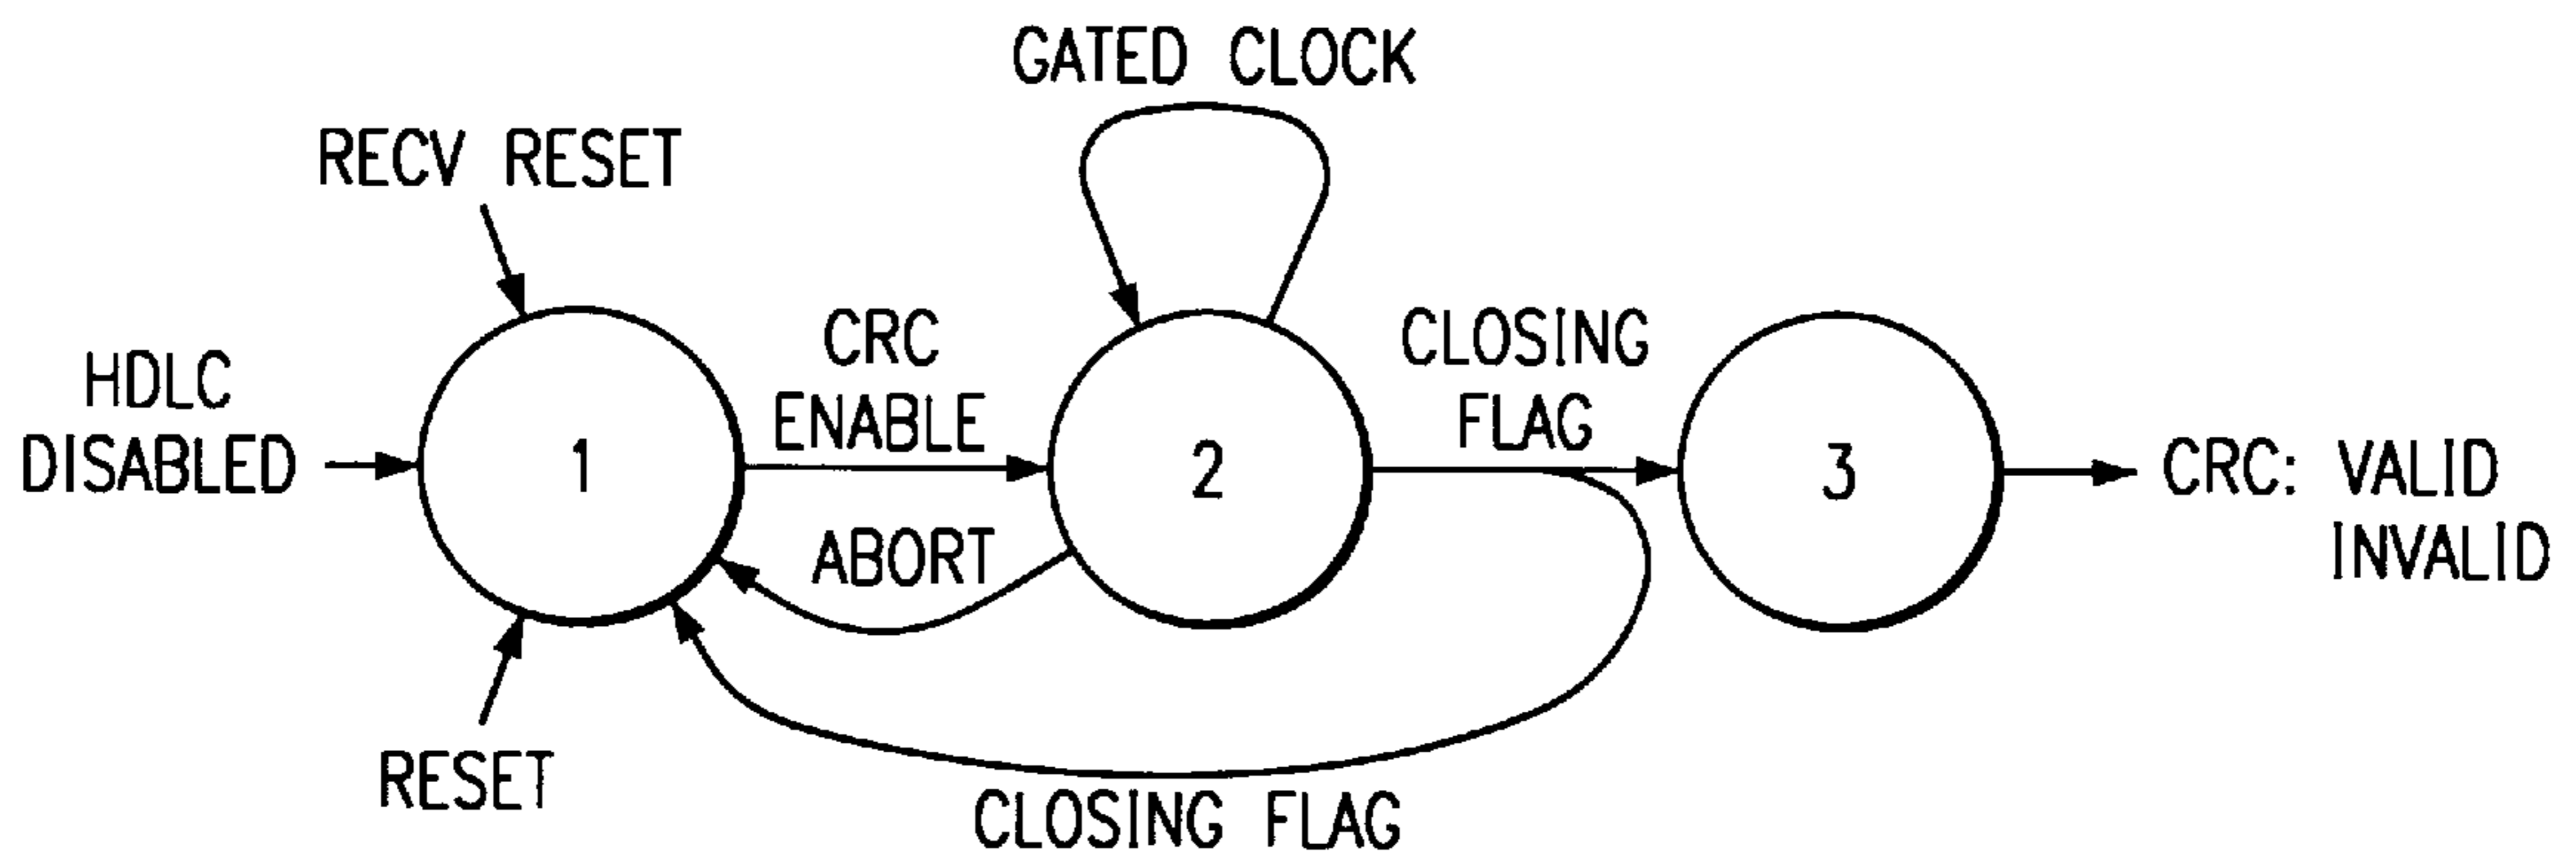 GATED CLOCK
RECV RESET
HDLC
DISABLED
1
CRC
ENABLE
ABORT
2
CLOSING
FLAG
3
CRC: VALID
INVALID
RESET
CLOSING FLAG